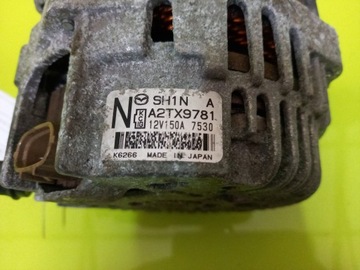 N SH1N A
A2TX9781
12V150A 7530
K6266 MADE IN JAPAN